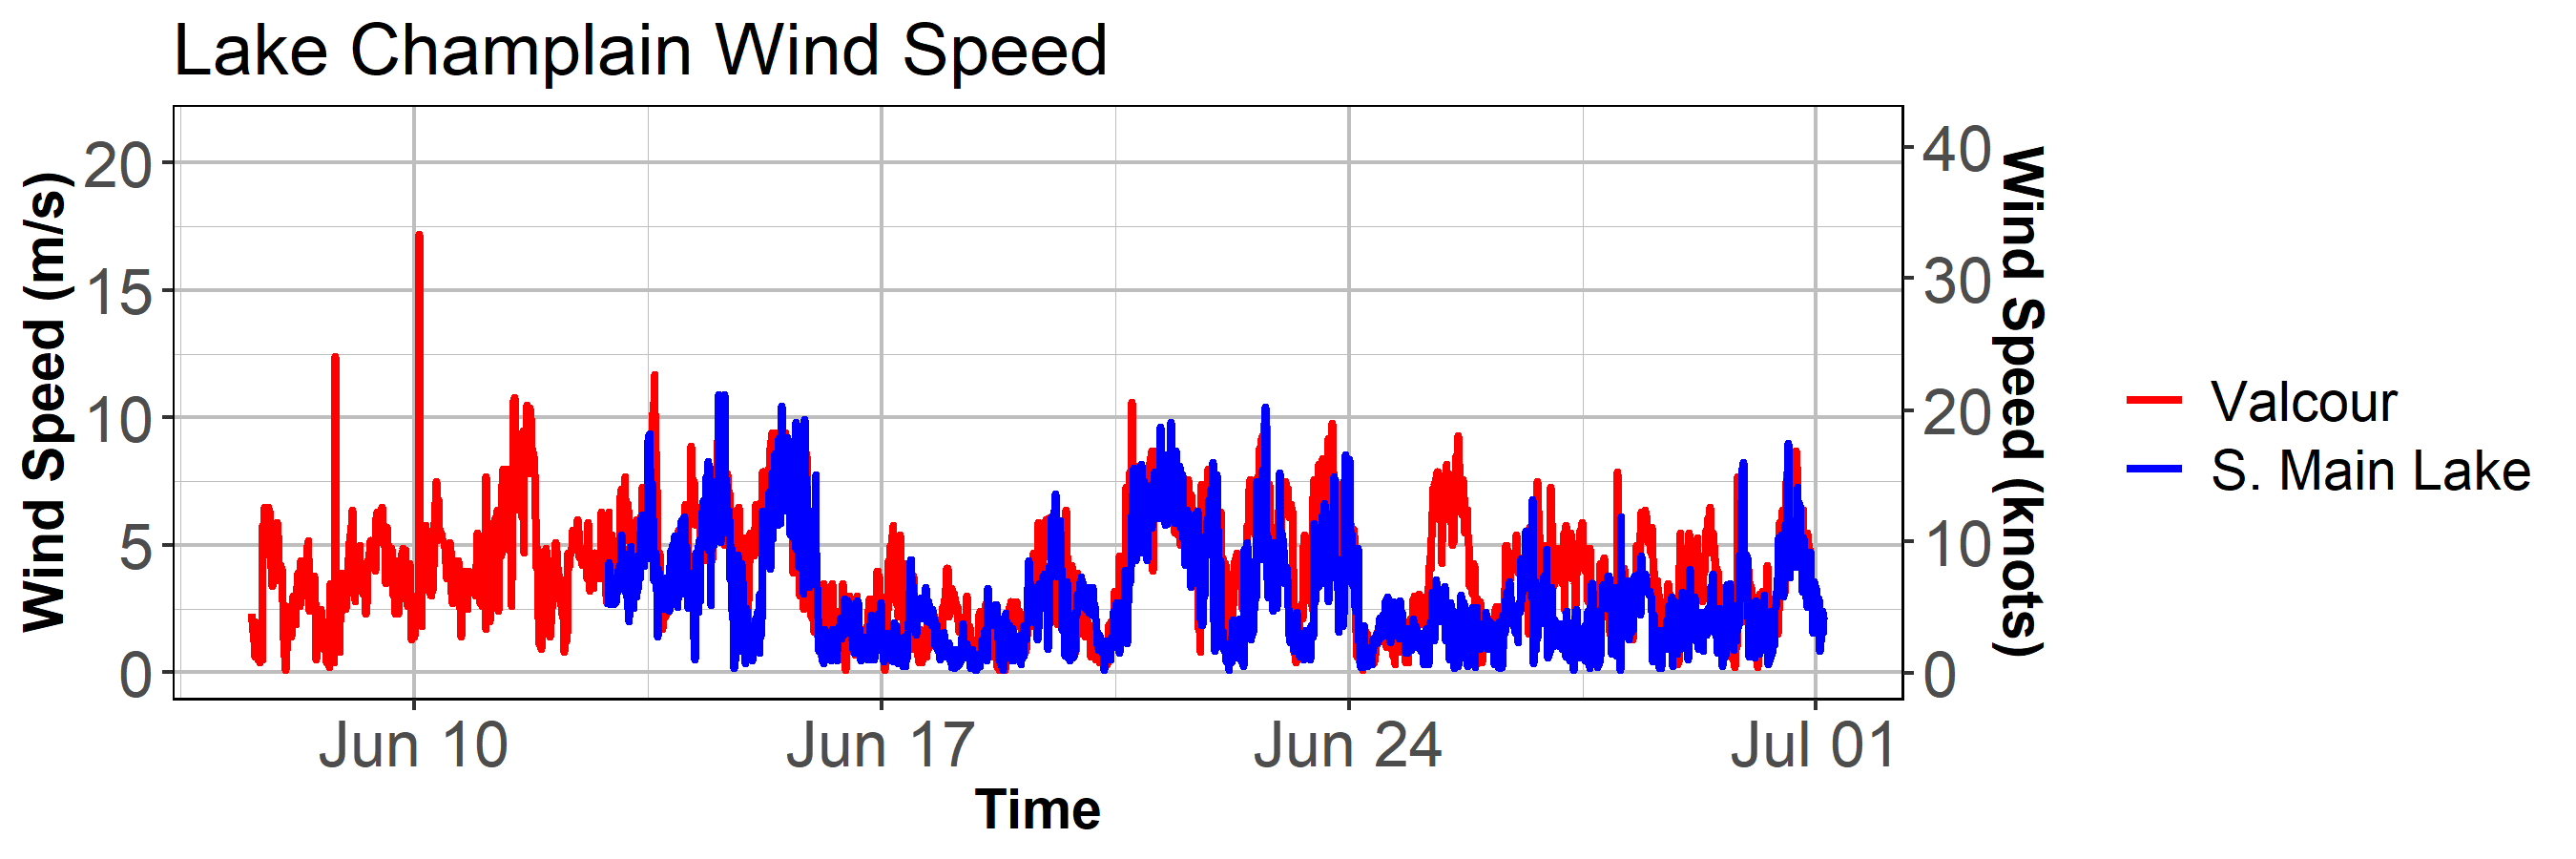 Lake Champlain Wind Speed
Wind Speed (m/s)
20
15
10
5
0
40
30
20
10
0
Wind Speed (knots)
Jun 10
Jun 17
Jun 24
Jul 01
Time
Valcour
S. Main Lake